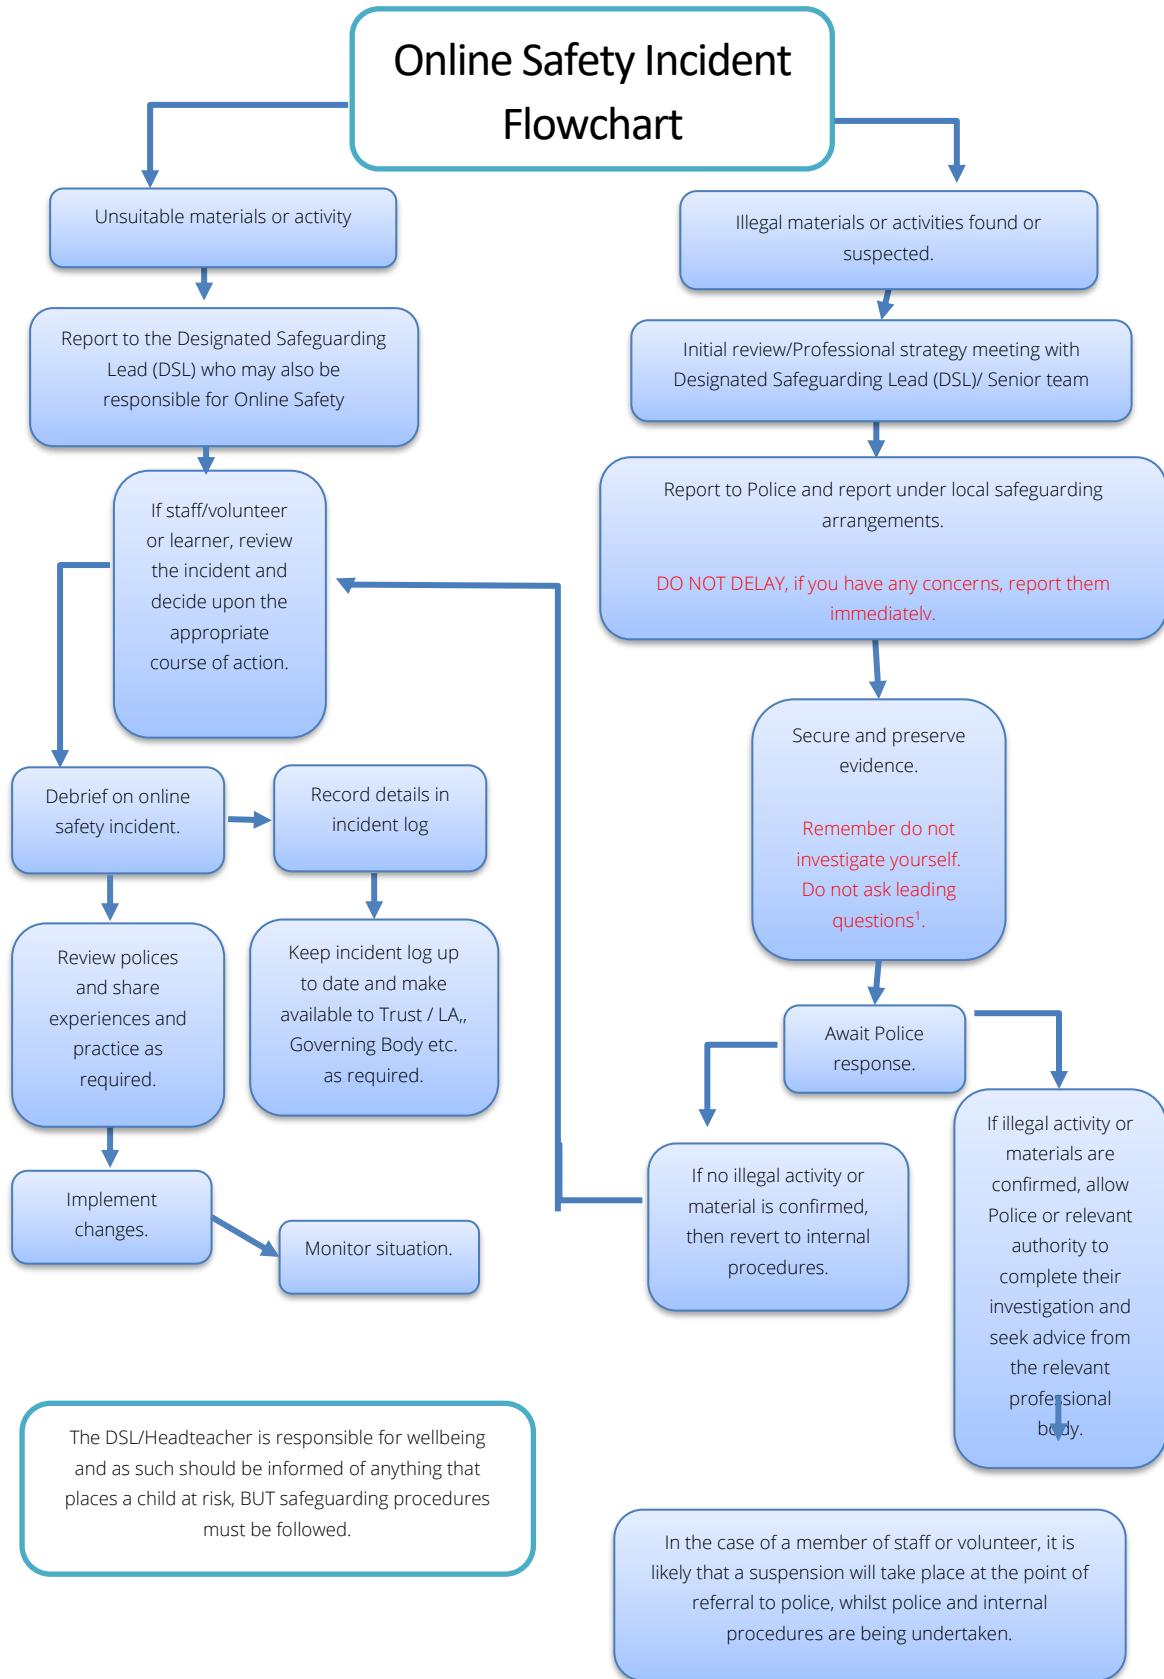 Online Safety Incident
Flowchart
Unsuitable materials or activity
Report to the Designated Safeguarding
Lead (DSL) who may also be
responsible for Online Safety
If staff/volunteer
or learner, review
the incident and
decide upon the
appropriate
course of action.
Debrief on online
safety incident.
Record details in
incident log
Review polices
and share
experiences and
practice as
required.
Keep incident log up
to date and make
available to Trust / LA,,
Governing Body etc.
as required.
Implement
changes.
Monitor situation.
Illegal materials or activities found or
suspected.
Initial review/Professional strategy meeting with
Designated Safeguarding Lead (DSL)/ Senior team
Report to Police and report under local safeguarding
arrangements.
DO NOT DELAY, if you have any concerns, report them
immediately.
Secure and preserve
evidence.
Remember do not
investigate yourself.
Do not ask leading
questions¹.
Await Police
response.
If no illegal activity or
material is confirmed,
then revert to internal
procedures.
If illegal activity or
materials are
confirmed, allow
Police or relevant
authority to
complete their
investigation and
seek advice from
the relevant
professional
body.
The DSL/Headteacher is responsible for wellbeing
and as such should be informed of anything that
places a child at risk, BUT safeguarding procedures
must be followed.
In the case of a member of staff or volunteer, it is
likely that a suspension will take place at the point of
referral to police, whilst police and internal
procedures are being undertaken.